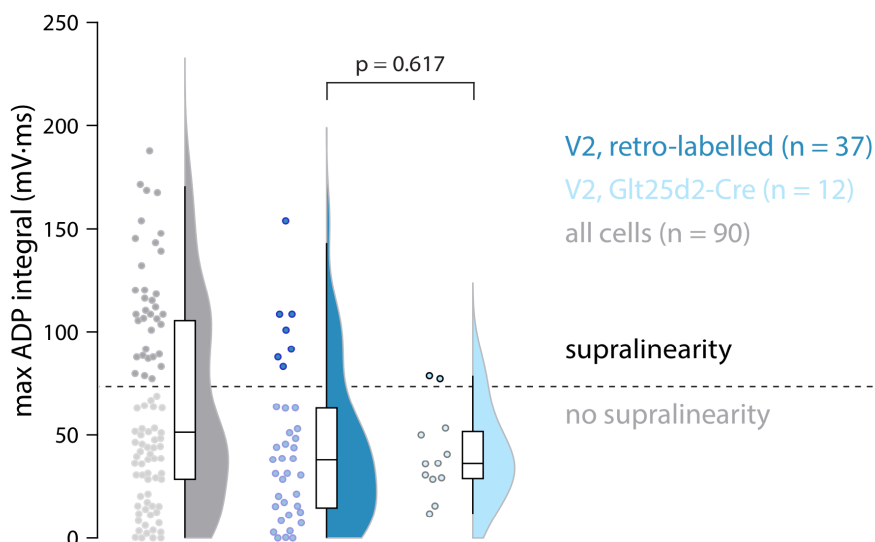 250
200
150
100
50
0
max ADP integral (mV·ms)
p = 0.617
V2, retro-labelled (n = 37)
V2, Glt25d2-Cre (n = 12)
all cells (n = 90)
supralinearity
no supralinearity